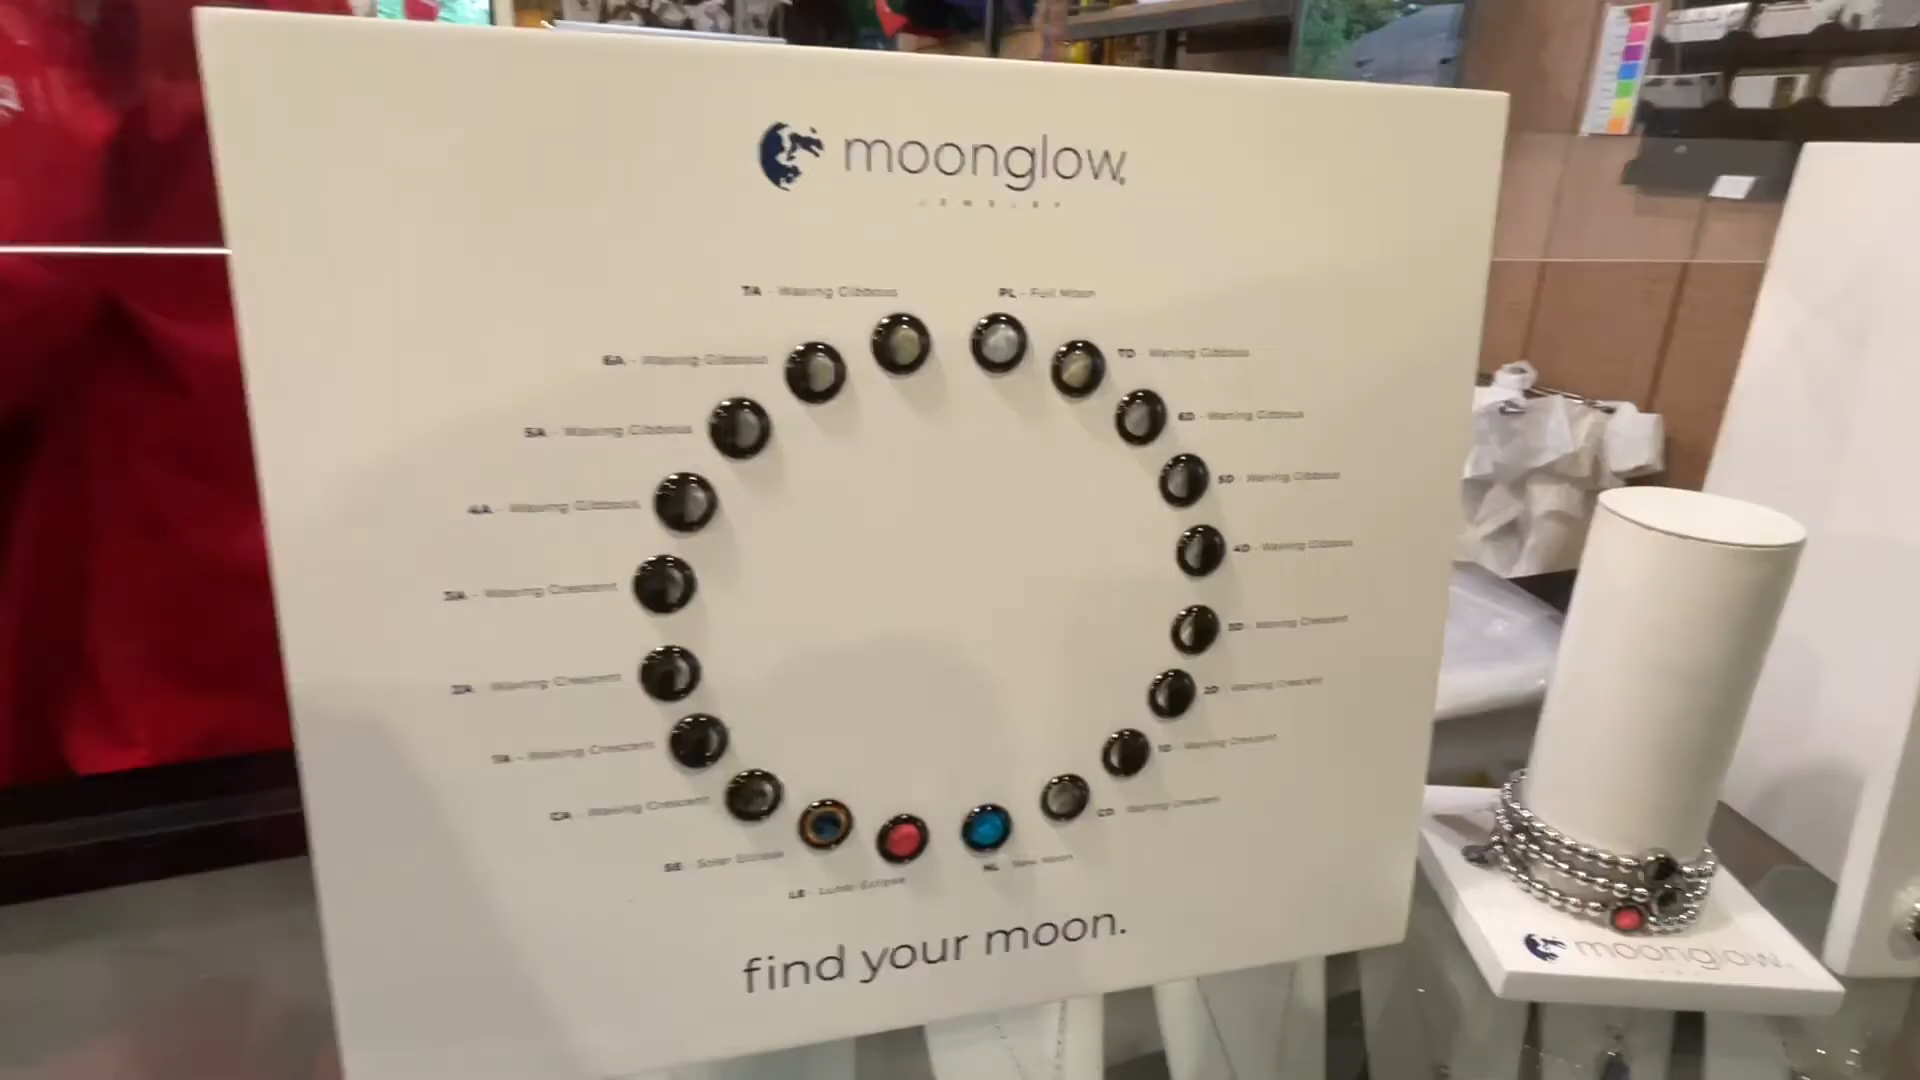 moonglow
JEWELRY
7A - Waxing Gibbous
PL - Full Moon
6A - Waxing Gibbous
7D - Waning Gibbous
5A - Waxing Gibbous
6D - Waning Gibbous
4A - Waxing Gibbous
5D - Waning Gibbous
3A - Waxing Crescent
4D - Waning Gibbous
2A - Waxing Crescent
3D - Waning Crescent
1A - Waxing Crescent
2D - Waning Crescent
CA - Waxing Crescent
1D - Waning Crescent
SE - Solar Eclipse
CD - Waning Crescent
LE - Lunar Eclipse
NL - New Moon
find your moon.
moonglow